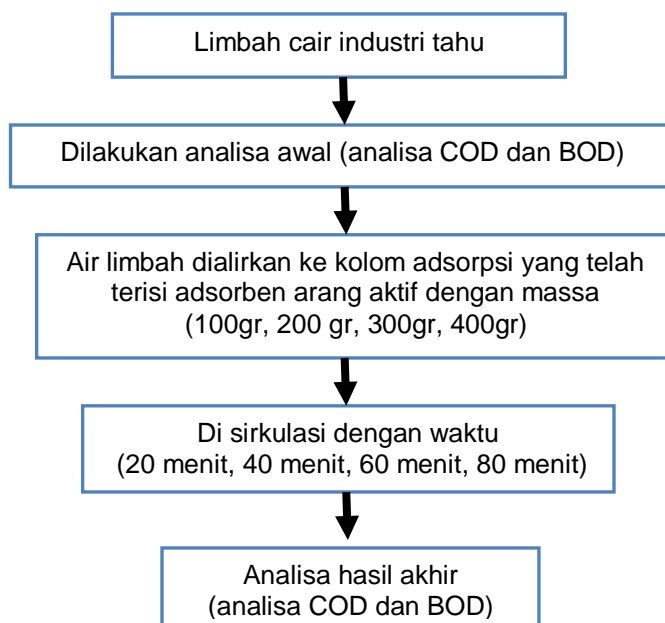 Limbah cair industri tahu
Dilakukan analisa awal (analisa COD dan BOD)
Air limbah dialirkan ke kolom adsorpsi yang telah
terisi adsorben arang aktif dengan massa
(100gr, 200 gr, 300gr, 400gr)
Di sirkulasi dengan waktu
(20 menit, 40 menit, 60 menit, 80 menit)
Analisa hasil akhir
(analisa COD dan BOD)